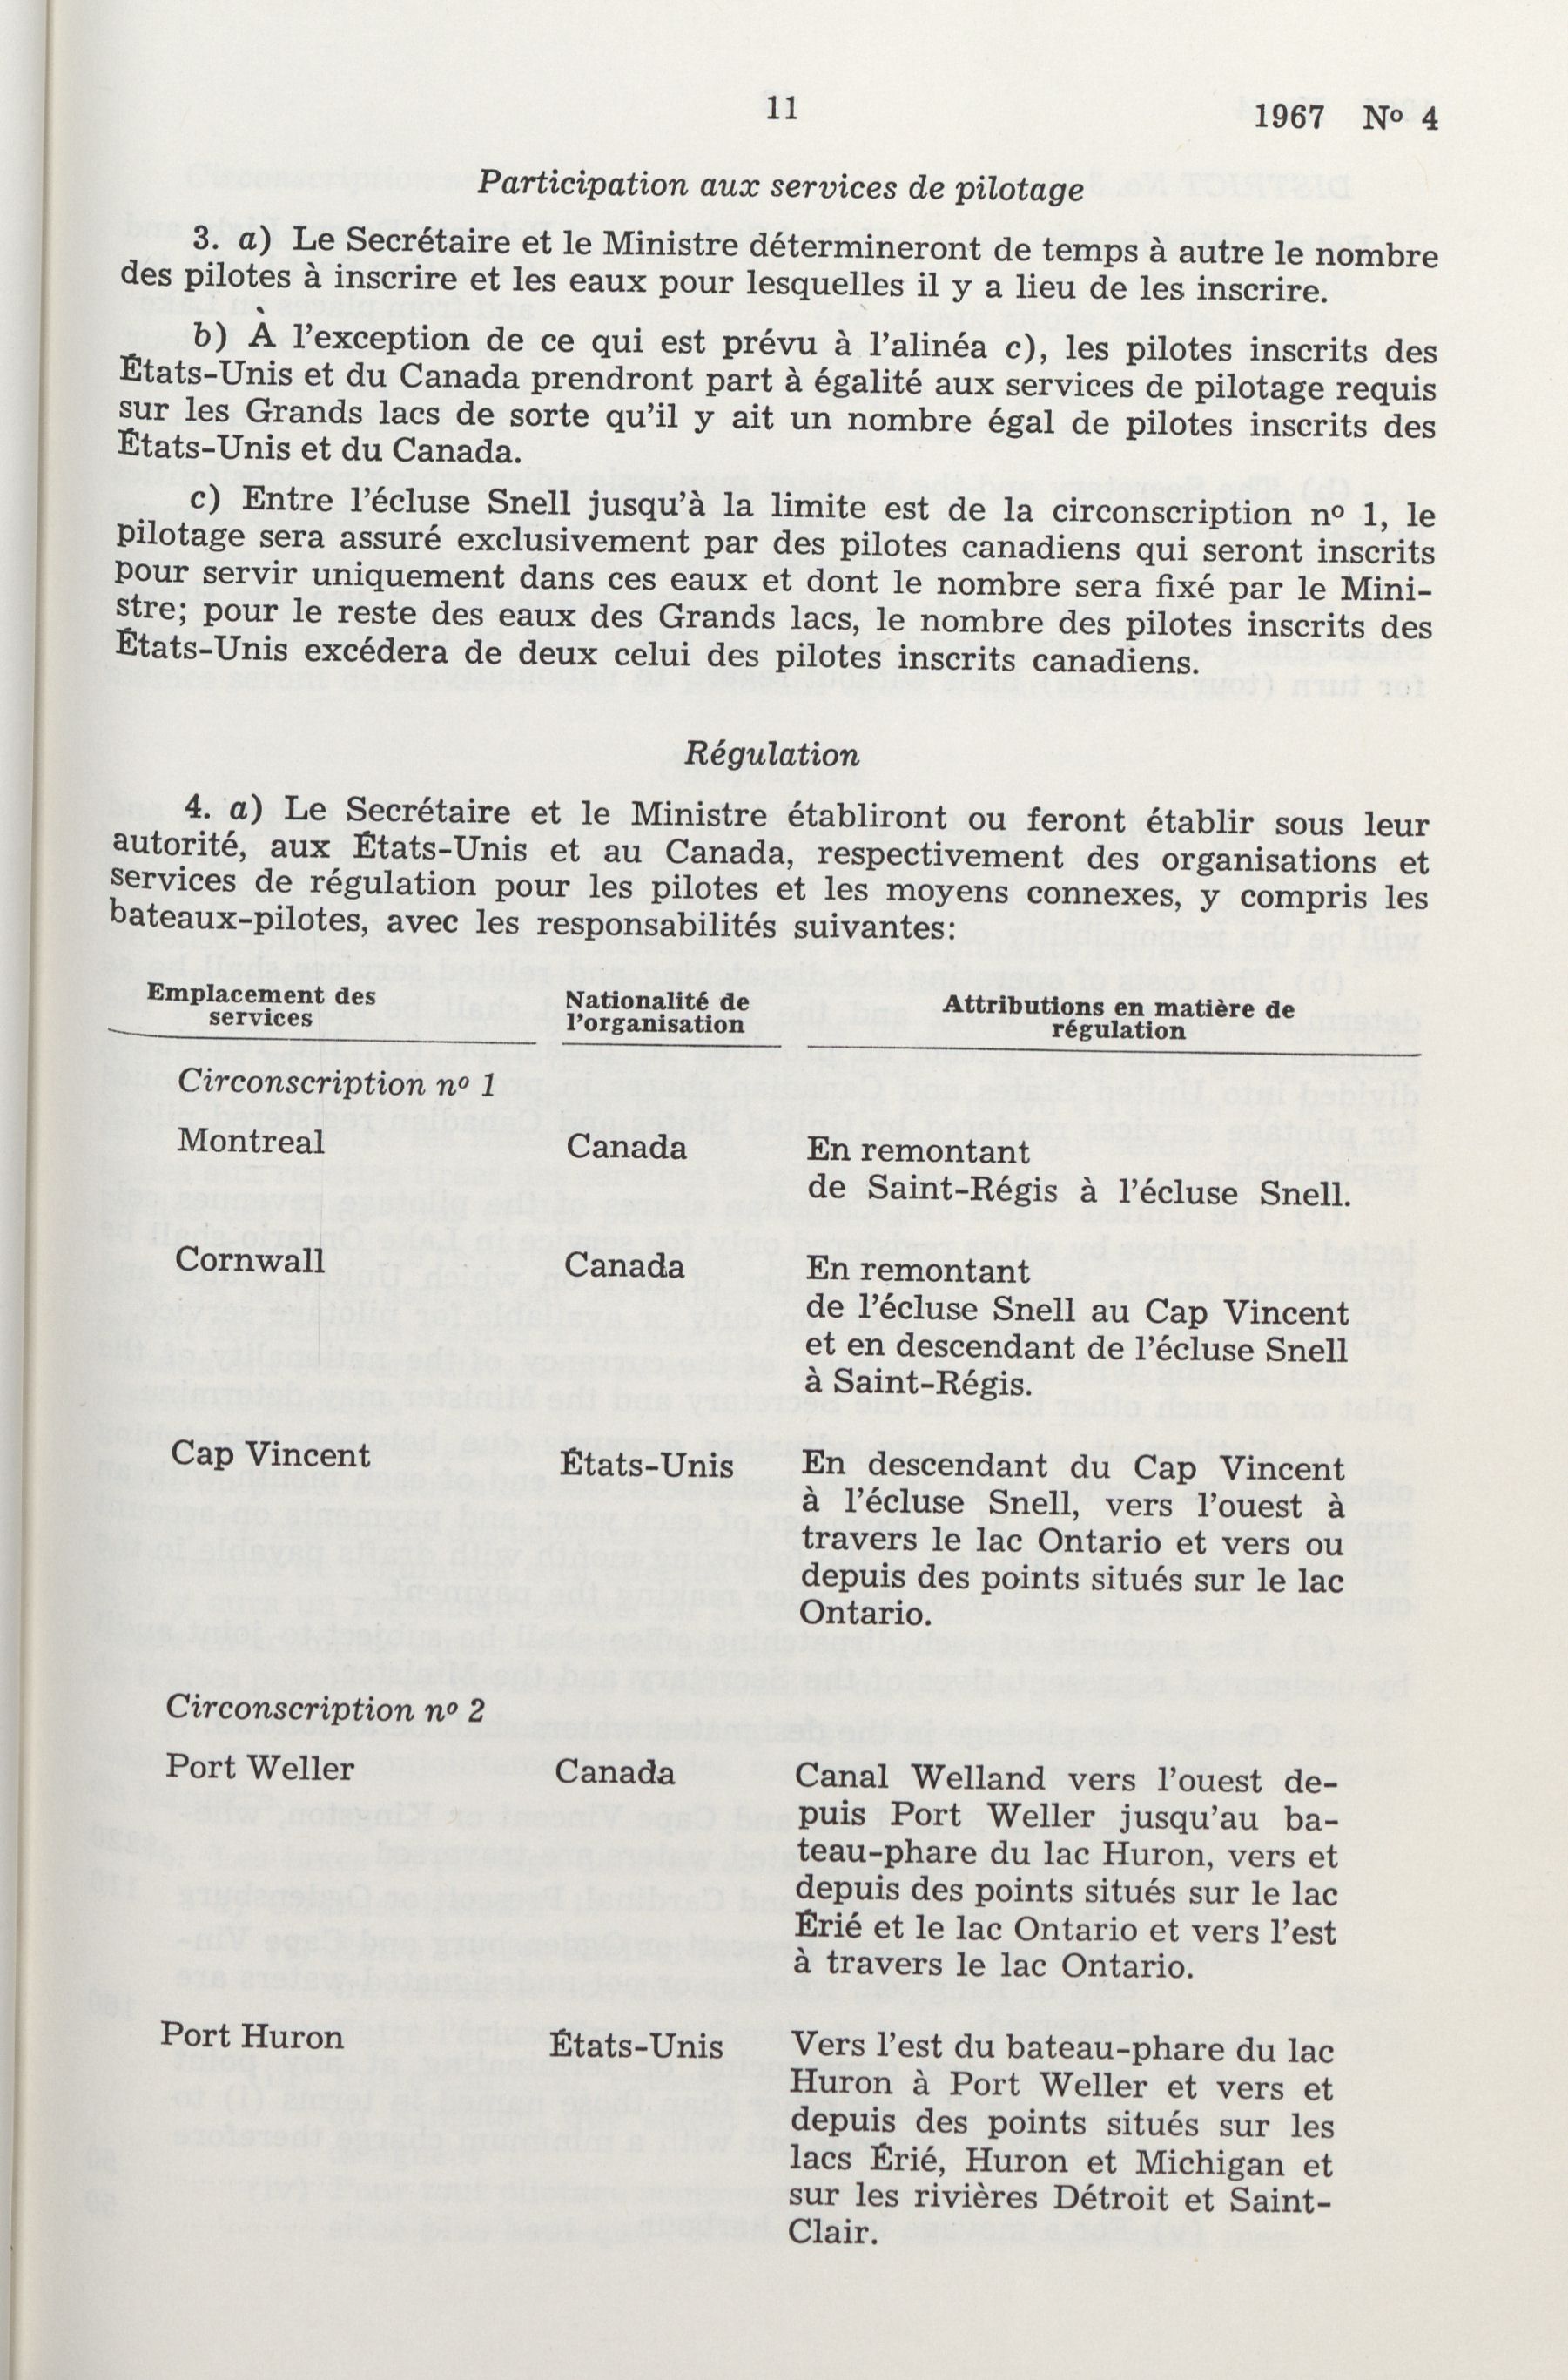 11
1967 Nº 4
Participation aux services de pilotage
3. a) Le Secrétaire et le Ministre détermineront de temps à autre le nombre
des pilotes à inscrire et les eaux pour lesquelles il y a lieu de les inscrire.
b) À l'exception de ce qui est prévu à l'alinéa c), les pilotes inscrits des
États-Unis et du Canada prendront part à égalité aux services de pilotage requis
sur les Grands lacs de sorte qu'il y ait un nombre égal de pilotes inscrits des
États-Unis et du Canada.
c) Entre l'écluse Snell jusqu'à la limite est de la circonscription nº 1, le
pilotage sera assuré exclusivement par des pilotes canadiens qui seront inscrits
pour servir uniquement dans ces eaux et dont le nombre sera fixé par le Mini-
stre; pour le reste des eaux des Grands lacs, le nombre des pilotes inscrits des
États-Unis excédera de deux celui des pilotes inscrits canadiens.
Régulation
4. a) Le Secrétaire et le Ministre établiront ou feront établir sous leur
autorité, aux États-Unis et au Canada, respectivement des organisations et
services de régulation pour les pilotes et les moyens connexes, y compris les
bateaux-pilotes, avec les responsabilités suivantes:
Emplacement des
services
Nationalité de
l'organisation
Attributions en matière de
régulation
Circonscription nº 1
Montreal
Canada
En remontant
de Saint-Régis à l'écluse Snell.
Cornwall
Canada
En remontant
de l'écluse Snell au Cap Vincent
et en descendant de l'écluse Snell
à Saint-Régis.
Cap Vincent
États-Unis
En descendant du Cap Vincent
à l'écluse Snell, vers l'ouest à
travers le lac Ontario et vers ou
depuis des points situés sur le lac
Ontario.
Circonscription nº 2
Port Weller
Canada
Canal Welland vers l'ouest de-
puis Port Weller jusqu'au ba-
teau-phare du lac Huron, vers et
depuis des points situés sur le lac
Érié et le lac Ontario et vers l'est
à travers le lac Ontario.
Port Huron
États-Unis
Vers l'est du bateau-phare du lac
Huron à Port Weller et vers et
depuis des points situés sur les
lacs Érié, Huron et Michigan et
sur les rivières Détroit et Saint-
Clair.